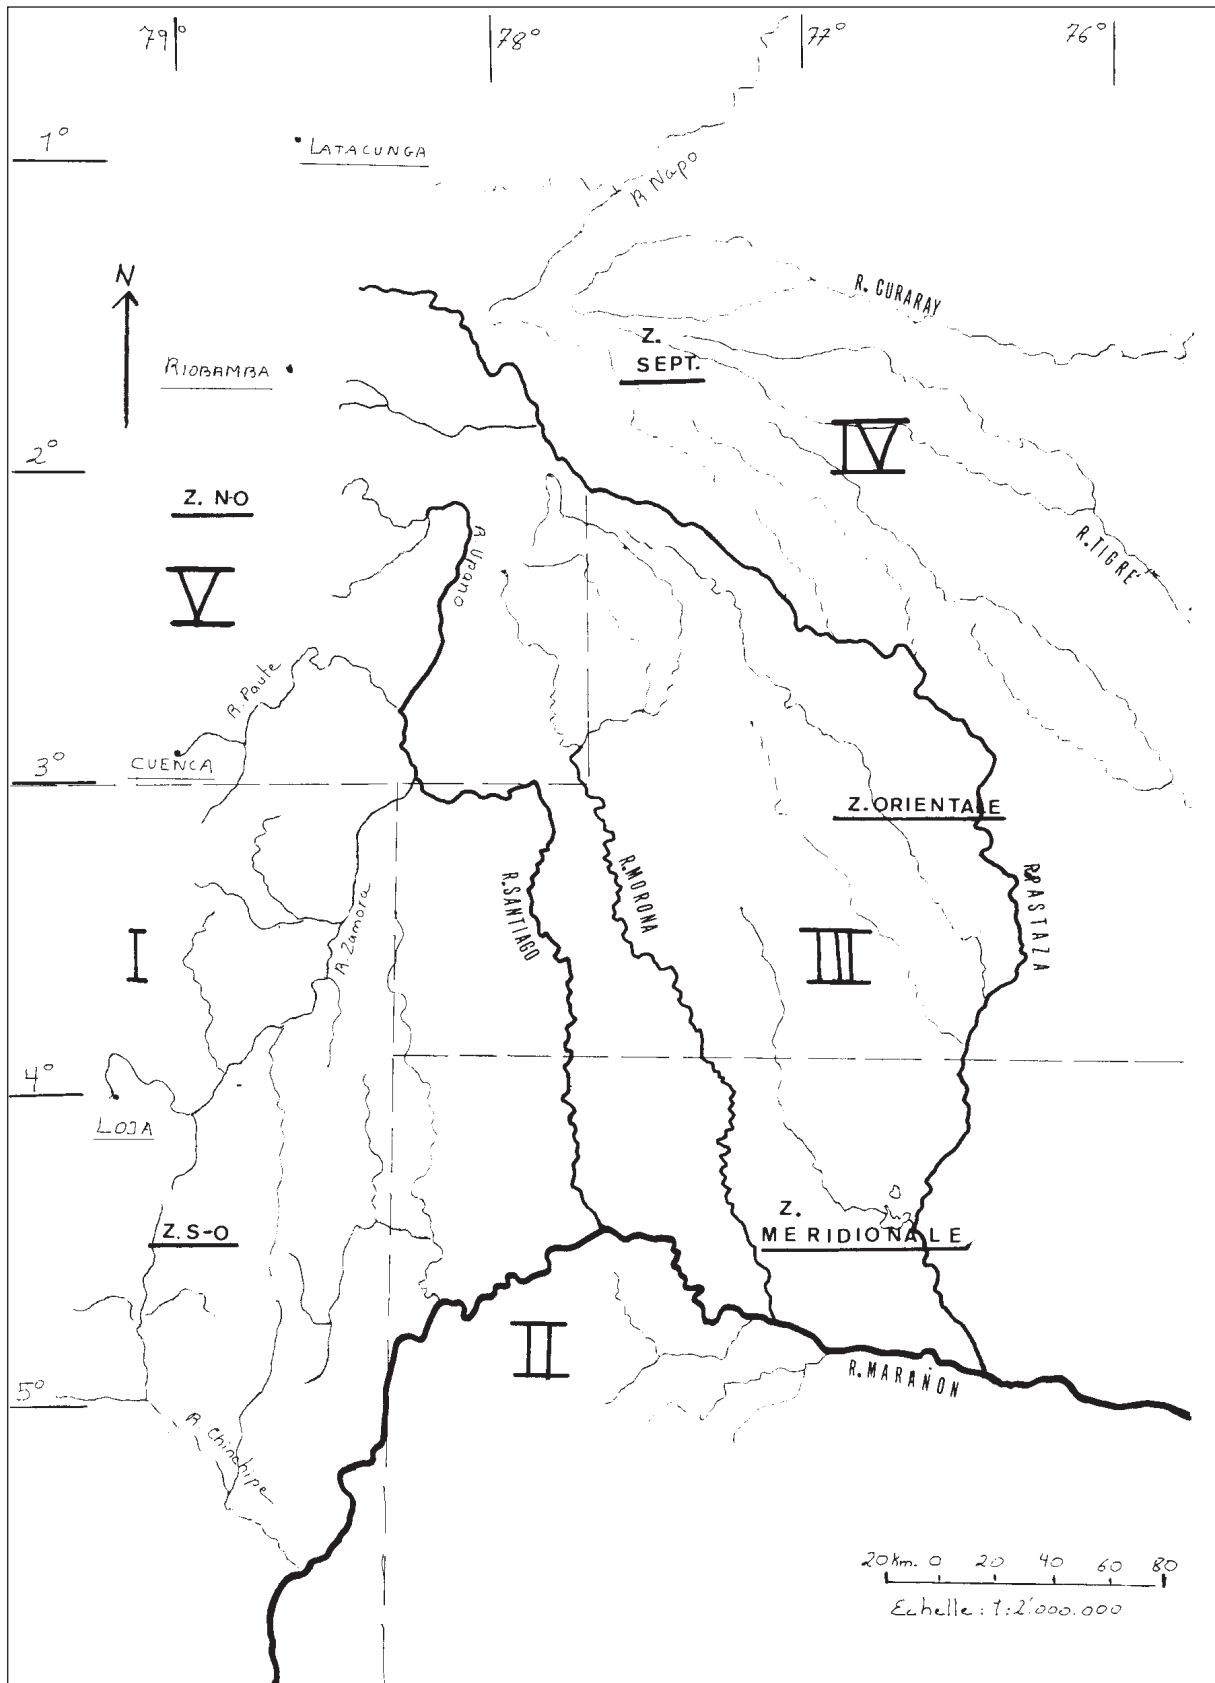 79°
78°
77°
76°
1°
LATACUNGA
R. Napo
N
R. CURARAY
Z.
SEPT.
RIOBAMBA
IV
2°
Z. N-O
R. Upano
R. TIGRE
V
R. Paute
CUENCA
3°
Z. ORIENTALE
R. SANTIAGO
R. MORONA
R. PASTAZA
R. Zamora
I
III
4°
LOJA
Z. S-O
Z.
MERIDIONALE
II
R. MARAÑON
5°
R. Chinchipe
20 Km. 0 20 40 60 80
Echelle : 1:2'000.000